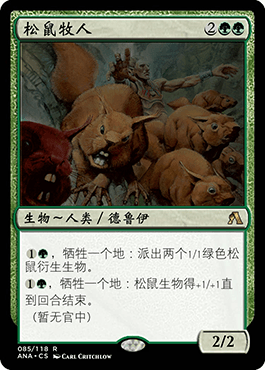 松鼠牧人 2
生物～人类／德鲁伊
1，牺牲一个地：派出两个1/1绿色松
鼠衍生生物。
1，牺牲一个地：松鼠生物得+1/+1直
到回合结束。
（暂无官中）
085/118 R
ANA • CS CARL CRITCHLOW
2/2